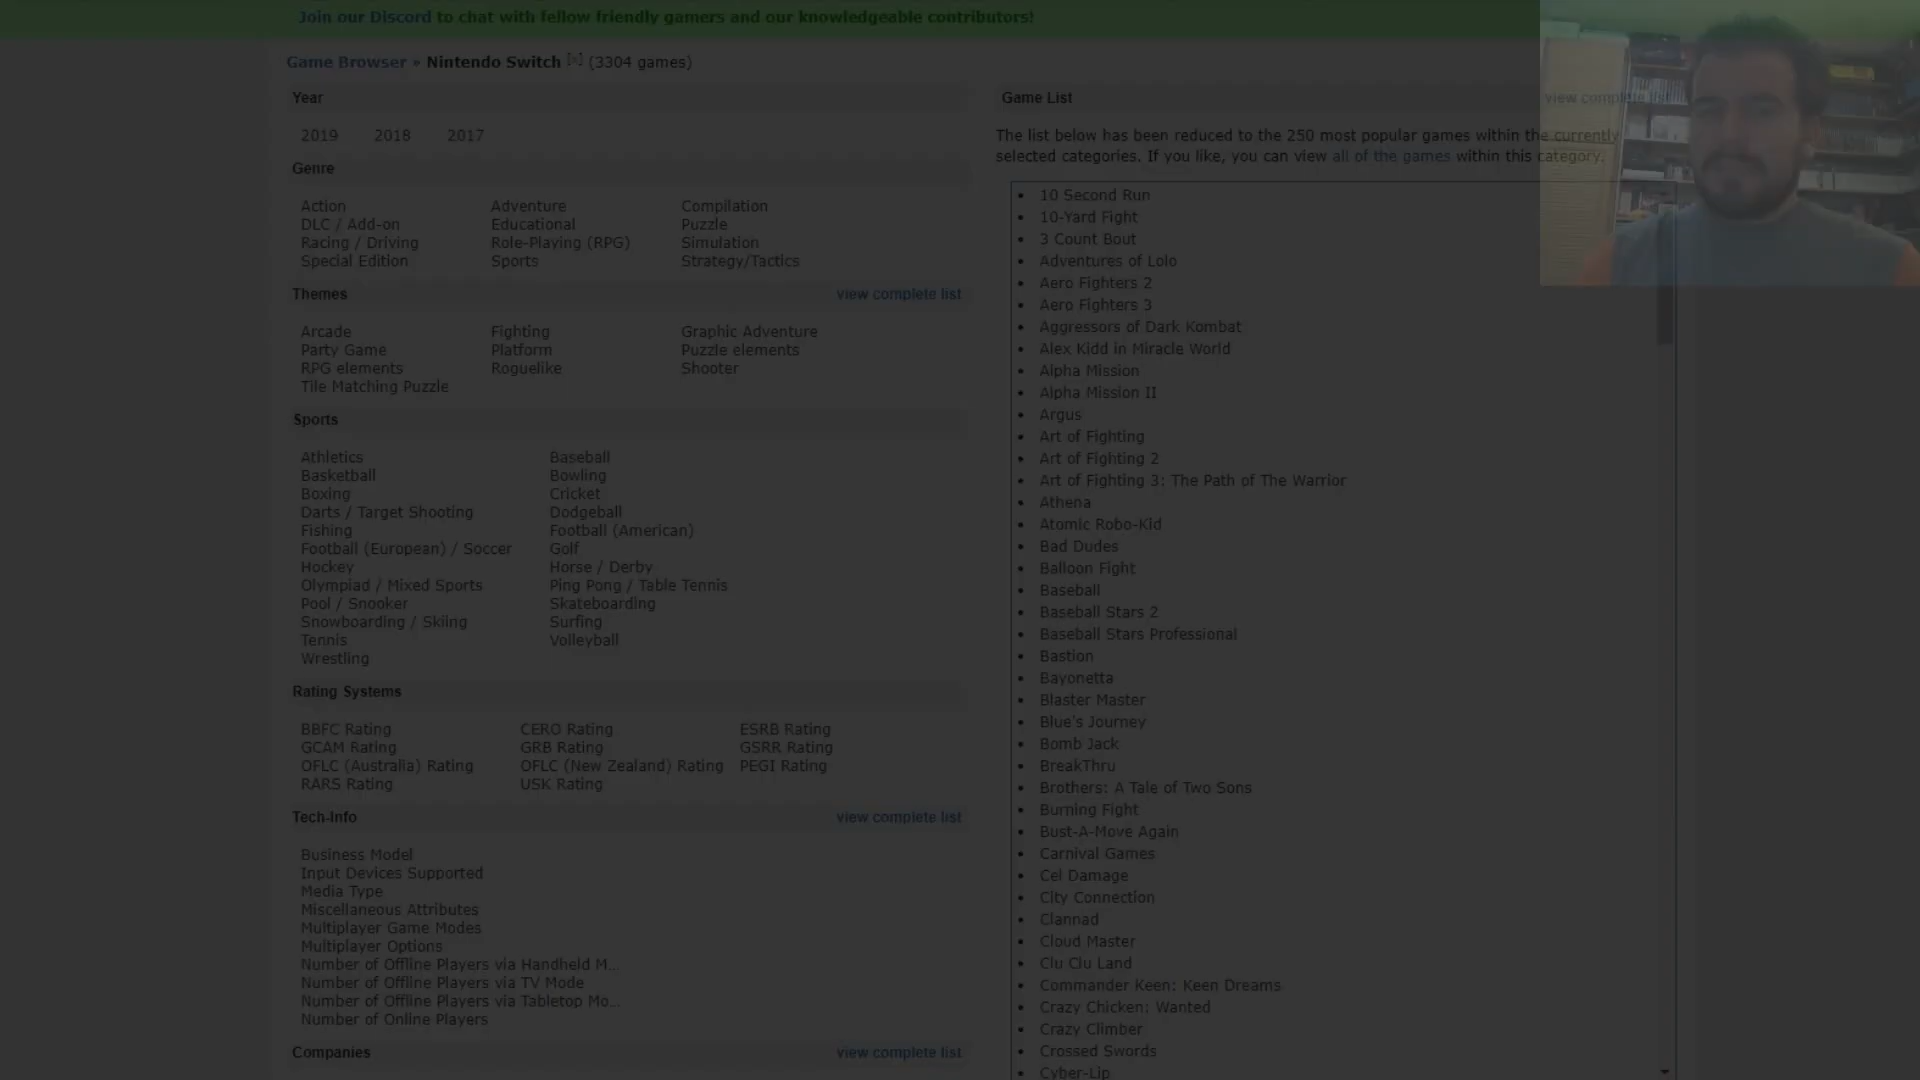 Join our Discord to chat with fellow friendly gamers and our knowledgeable contributors!
Game Browser » Nintendo Switch [+] (3304 games)
Year
2019 2018 2017
Genre
Action Adventure Compilation
DLC / Add-on Educational Puzzle
Racing / Driving Role-Playing (RPG) Simulation
Special Edition Sports Strategy/Tactics
Themes view complete list
Arcade Fighting Graphic Adventure
Party Game Platform Puzzle elements
RPG elements Roguelike Shooter
Tile Matching Puzzle
Sports
Athletics Baseball
Basketball Bowling
Boxing Cricket
Darts / Target Shooting Dodgeball
Fishing Football (American)
Football (European) / Soccer Golf
Hockey Horse / Derby
Olympiad / Mixed Sports Ping Pong / Table Tennis
Pool / Snooker Skateboarding
Snowboarding / Skiing Surfing
Tennis Volleyball
Wrestling
Rating Systems
BBFC Rating CERO Rating ESRB Rating
GCAM Rating GRB Rating GSRR Rating
OFLC (Australia) Rating OFLC (New Zealand) Rating PEGI Rating
RARS Rating USK Rating
Tech-Info view complete list
Business Model
Input Devices Supported
Media Type
Miscellaneous Attributes
Multiplayer Game Modes
Multiplayer Options
Number of Offline Players via Handheld M...
Number of Offline Players via TV Mode
Number of Offline Players via Tabletop Mo...
Number of Online Players
Companies view complete list
Game List view complete list
The list below has been reduced to the 250 most popular games within the currently
selected categories. If you like, you can view all of the games within this category.
• 10 Second Run
• 10-Yard Fight
• 3 Count Bout
• Adventures of Lolo
• Aero Fighters 2
• Aero Fighters 3
• Aggressors of Dark Kombat
• Alex Kidd in Miracle World
• Alpha Mission
• Alpha Mission II
• Argus
• Art of Fighting
• Art of Fighting 2
• Art of Fighting 3: The Path of The Warrior
• Athena
• Atomic Robo-Kid
• Bad Dudes
• Balloon Fight
• Baseball
• Baseball Stars 2
• Baseball Stars Professional
• Bastion
• Bayonetta
• Blaster Master
• Blue's Journey
• Bomb Jack
• BreakThru
• Brothers: A Tale of Two Sons
• Burning Fight
• Bust-A-Move Again
• Carnival Games
• Cel Damage
• City Connection
• Clannad
• Cloud Master
• Clu Clu Land
• Commander Keen: Keen Dreams
• Crazy Chicken: Wanted
• Crazy Climber
• Crossed Swords
• Cyber-Lip